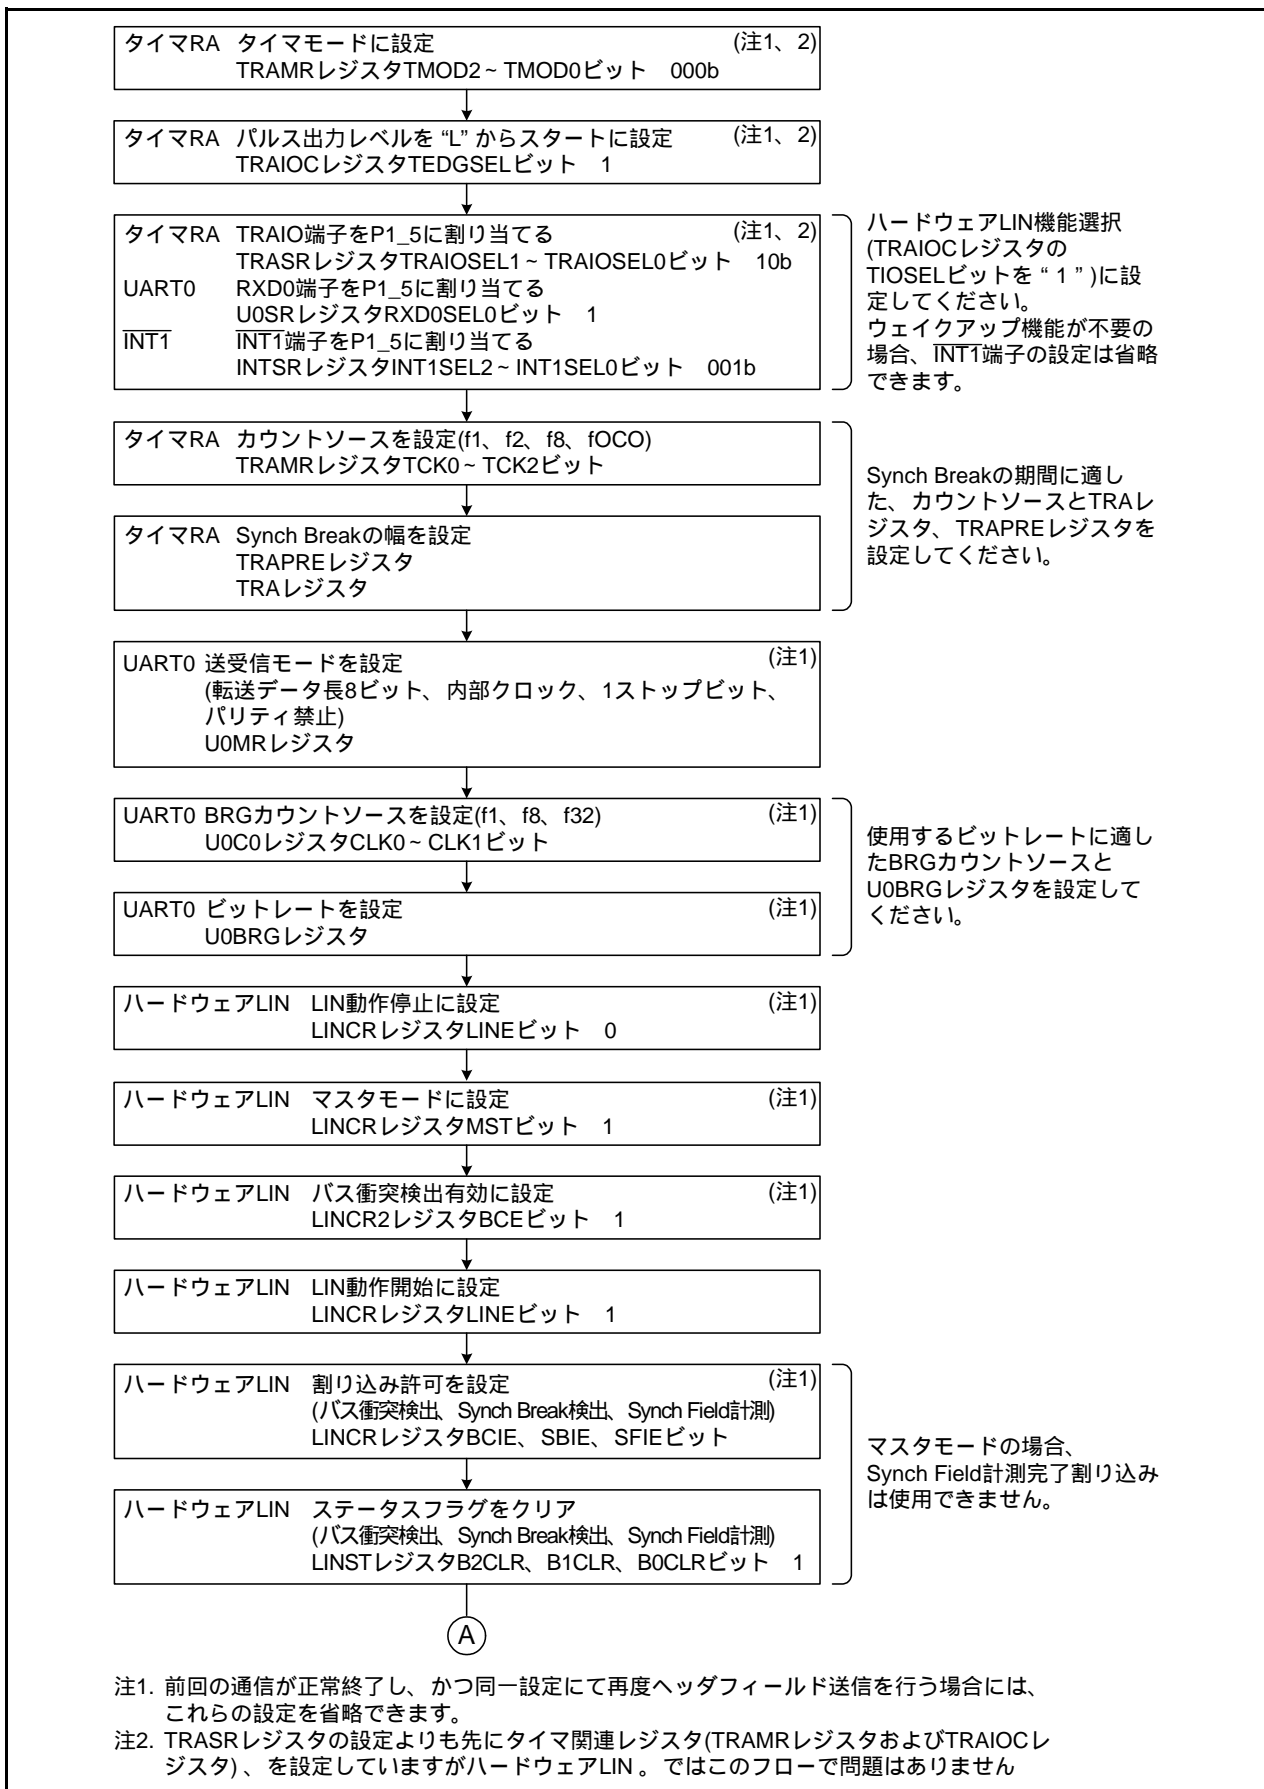 タイマRA タイマモードに設定 (注1、2)
TRAMRレジスタTMOD2~TMOD0ビット 000b
タイマRA パルス出力レベルを “L” からスタートに設定 (注1、2)
TRAIOCレジスタTEDGSELビット 1
タイマRA TRAIO端子をP1_5に割り当てる (注1、2)
TRASRレジスタTRAIOSEL1~TRAIOSEL0ビット 10b
UART0 RXD0端子をP1_5に割り当てる
U0SRレジスタRXD0SEL0ビット 1
INT1 INT1端子をP1_5に割り当てる
INTSRレジスタINT1SEL2~INT1SEL0ビット 001b
ハードウェアLIN機能選択
(TRAIOCレジスタの
TIOSELビットを “ 1 ” )に設
定してください。
ウェイクアップ機能が不要の
場合、INT1端子の設定は省略
できます。
タイマRA カウントソースを設定(f1、f2、f8、fOCO)
TRAMRレジスタTCK0~TCK2ビット
タイマRA Synch Breakの幅を設定
TRAPREレジスタ
TRAレジスタ
Synch Breakの期間に適し
た、カウントソースとTRAレ
ジスタ、TRAPREレジスタを
設定してください。
UART0 送受信モードを設定 (注1)
(転送データ長8ビット、内部クロック、1ストップビット、
パリティ禁止)
U0MRレジスタ
UART0 BRGカウントソースを設定(f1、f8、f32) (注1)
U0C0レジスタCLK0~CLK1ビット
UART0 ビットレートを設定 (注1)
U0BRGレジスタ
使用するビットレートに適し
たBRGカウントソースと
U0BRGレジスタを設定して
ください。
ハードウェアLIN LIN動作停止に設定 (注1)
LINCRレジスタLINEビット 0
ハードウェアLIN マスタモードに設定 (注1)
LINCRレジスタMSTビット 1
ハードウェアLIN バス衝突検出有効に設定 (注1)
LINCR2レジスタBCEビット 1
ハードウェアLIN LIN動作開始に設定
LINCRレジスタLINEビット 1
ハードウェアLIN 割り込み許可を設定 (注1)
(バス衝突検出、Synch Break検出、Synch Field計測)
LINCRレジスタBCIE、SBIE、SFIEビット
ハードウェアLIN ステータスフラグをクリア
(バス衝突検出、Synch Break検出、Synch Field計測)
LINSTレジスタB2CLR、B1CLR、B0CLRビット 1
マスタモードの場合、
Synch Field計測完了割り込み
は使用できません。
A
注1. 前回の通信が正常終了し、かつ同一設定にて再度ヘッダフィールド送信を行う場合には、
これらの設定を省略できます。
注2. TRASRレジスタの設定よりも先にタイマ関連レジスタ(TRAMRレジスタおよびTRAIOCレ
ジスタ) 、を設定していますがハードウェアLIN 。ではこのフローで問題はありません